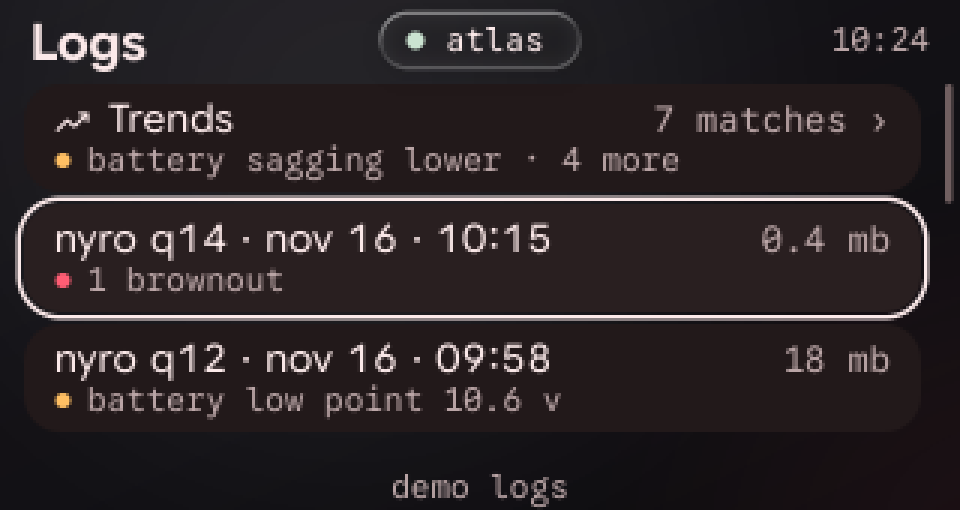 Logs
atlas
10:24
Trends
7 matches ›
battery sagging lower · 4 more
nyro q14 · nov 16 · 10:15
0.4 mb
1 brownout
nyro q12 · nov 16 · 09:58
18 mb
battery low point 10.6 v
demo logs